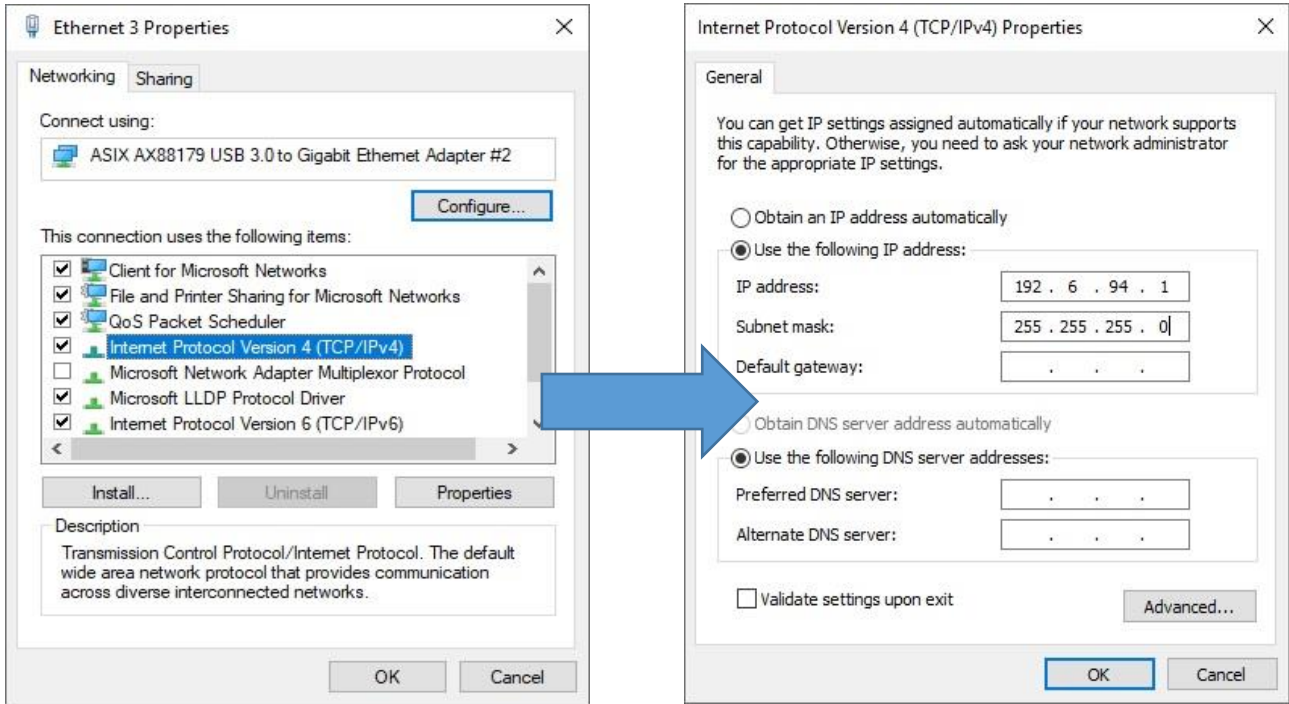 Ethernet 3 Properties
Networking
Sharing
Connect using:
ASIX AX88179 USB 3.0 to Gigabit Ethernet Adapter #2
Configure...
This connection uses the following items:
Client for Microsoft Networks
File and Printer Sharing for Microsoft Networks
QoS Packet Scheduler
Internet Protocol Version 4 (TCP/IPv4)
Microsoft Network Adapter Multiplexor Protocol
Microsoft LLDP Protocol Driver
Internet Protocol Version 6 (TCP/IPv6)
Install...
Uninstall
Properties
Description
Transmission Control Protocol/Internet Protocol. The default
wide area network protocol that provides communication
across diverse interconnected networks.
OK
Cancel
Internet Protocol Version 4 (TCP/IPv4) Properties
General
You can get IP settings assigned automatically if your network supports
this capability. Otherwise, you need to ask your network administrator
for the appropriate IP settings.
Obtain an IP address automatically
Use the following IP address:
IP address:
192 . 6 . 94 . 1
Subnet mask:
255 . 255 . 255 . 0
Default gateway:
. . .
Obtain DNS server address automatically
Use the following DNS server addresses:
Preferred DNS server:
. . .
Alternate DNS server:
. . .
Validate settings upon exit
Advanced...
OK
Cancel